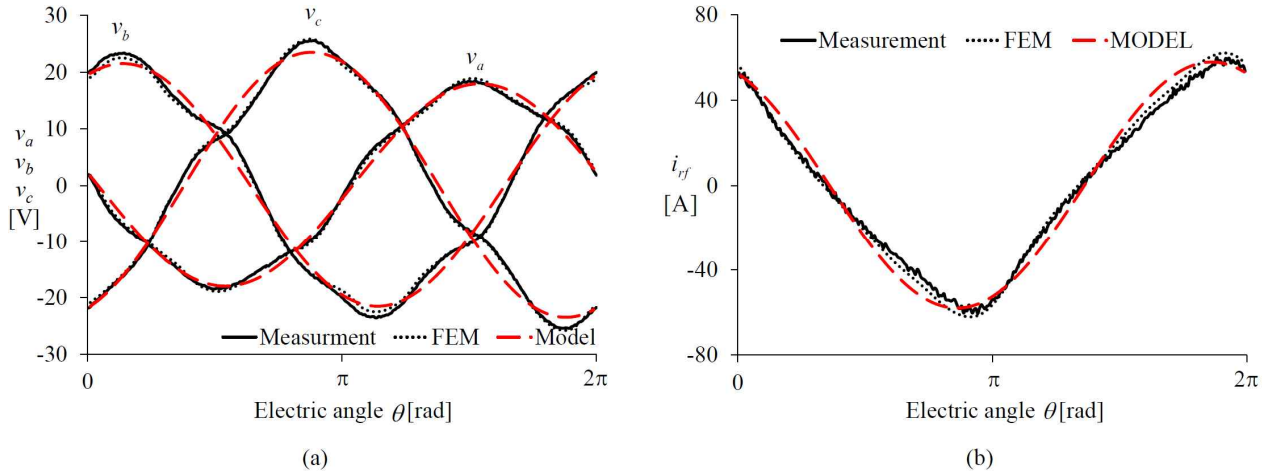 30
20
10
0
-10
-20
-30
v_a
v_b
v_c
[V]
v_b
v_c
v_a
Measurment FEM Model
0 π 2π
Electric angle θ [rad]
(a)
80
40
0
-40
-80
i_rf
[A]
Measurement FEM MODEL
0 π 2π
Electric angle θ [rad]
(b)